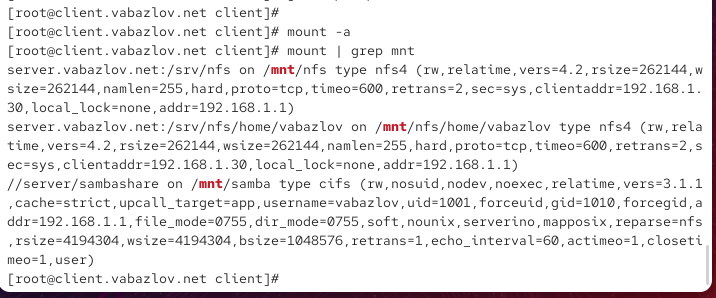 [root@client.vabazlov.net client]#
[root@client.vabazlov.net client]# mount -a
[root@client.vabazlov.net client]# mount | grep mnt
server.vabazlov.net:/srv/nfs on /mnt/nfs type nfs4 (rw,relatime,vers=4.2,rsize=262144,w
size=262144,namlen=255,hard,proto=tcp,timeo=600,retrans=2,sec=sys,clientaddr=192.168.1.
30,local_lock=none,addr=192.168.1.1)
server.vabazlov.net:/srv/nfs/home/vabazlov on /mnt/nfs/home/vabazlov type nfs4 (rw,rela
time,vers=4.2,rsize=262144,wsize=262144,namlen=255,hard,proto=tcp,timeo=600,retrans=2,s
ec=sys,clientaddr=192.168.1.30,local_lock=none,addr=192.168.1.1)
//server/sambashare on /mnt/samba type cifs (rw,nosuid,nodev,noexec,relatime,vers=3.1.1
,cache=strict,upcall_target=app,username=vabazlov,uid=1001,forceuid,gid=1010,forcegid,a
ddr=192.168.1.1,file_mode=0755,dir_mode=0755,soft,nounix,serverino,mapposix,reparse=nfs
,rsize=4194304,wsize=4194304,bsize=1048576,retrans=1,echo_interval=60,actimeo=1,closeti
meo=1,user)
[root@client.vabazlov.net client]#